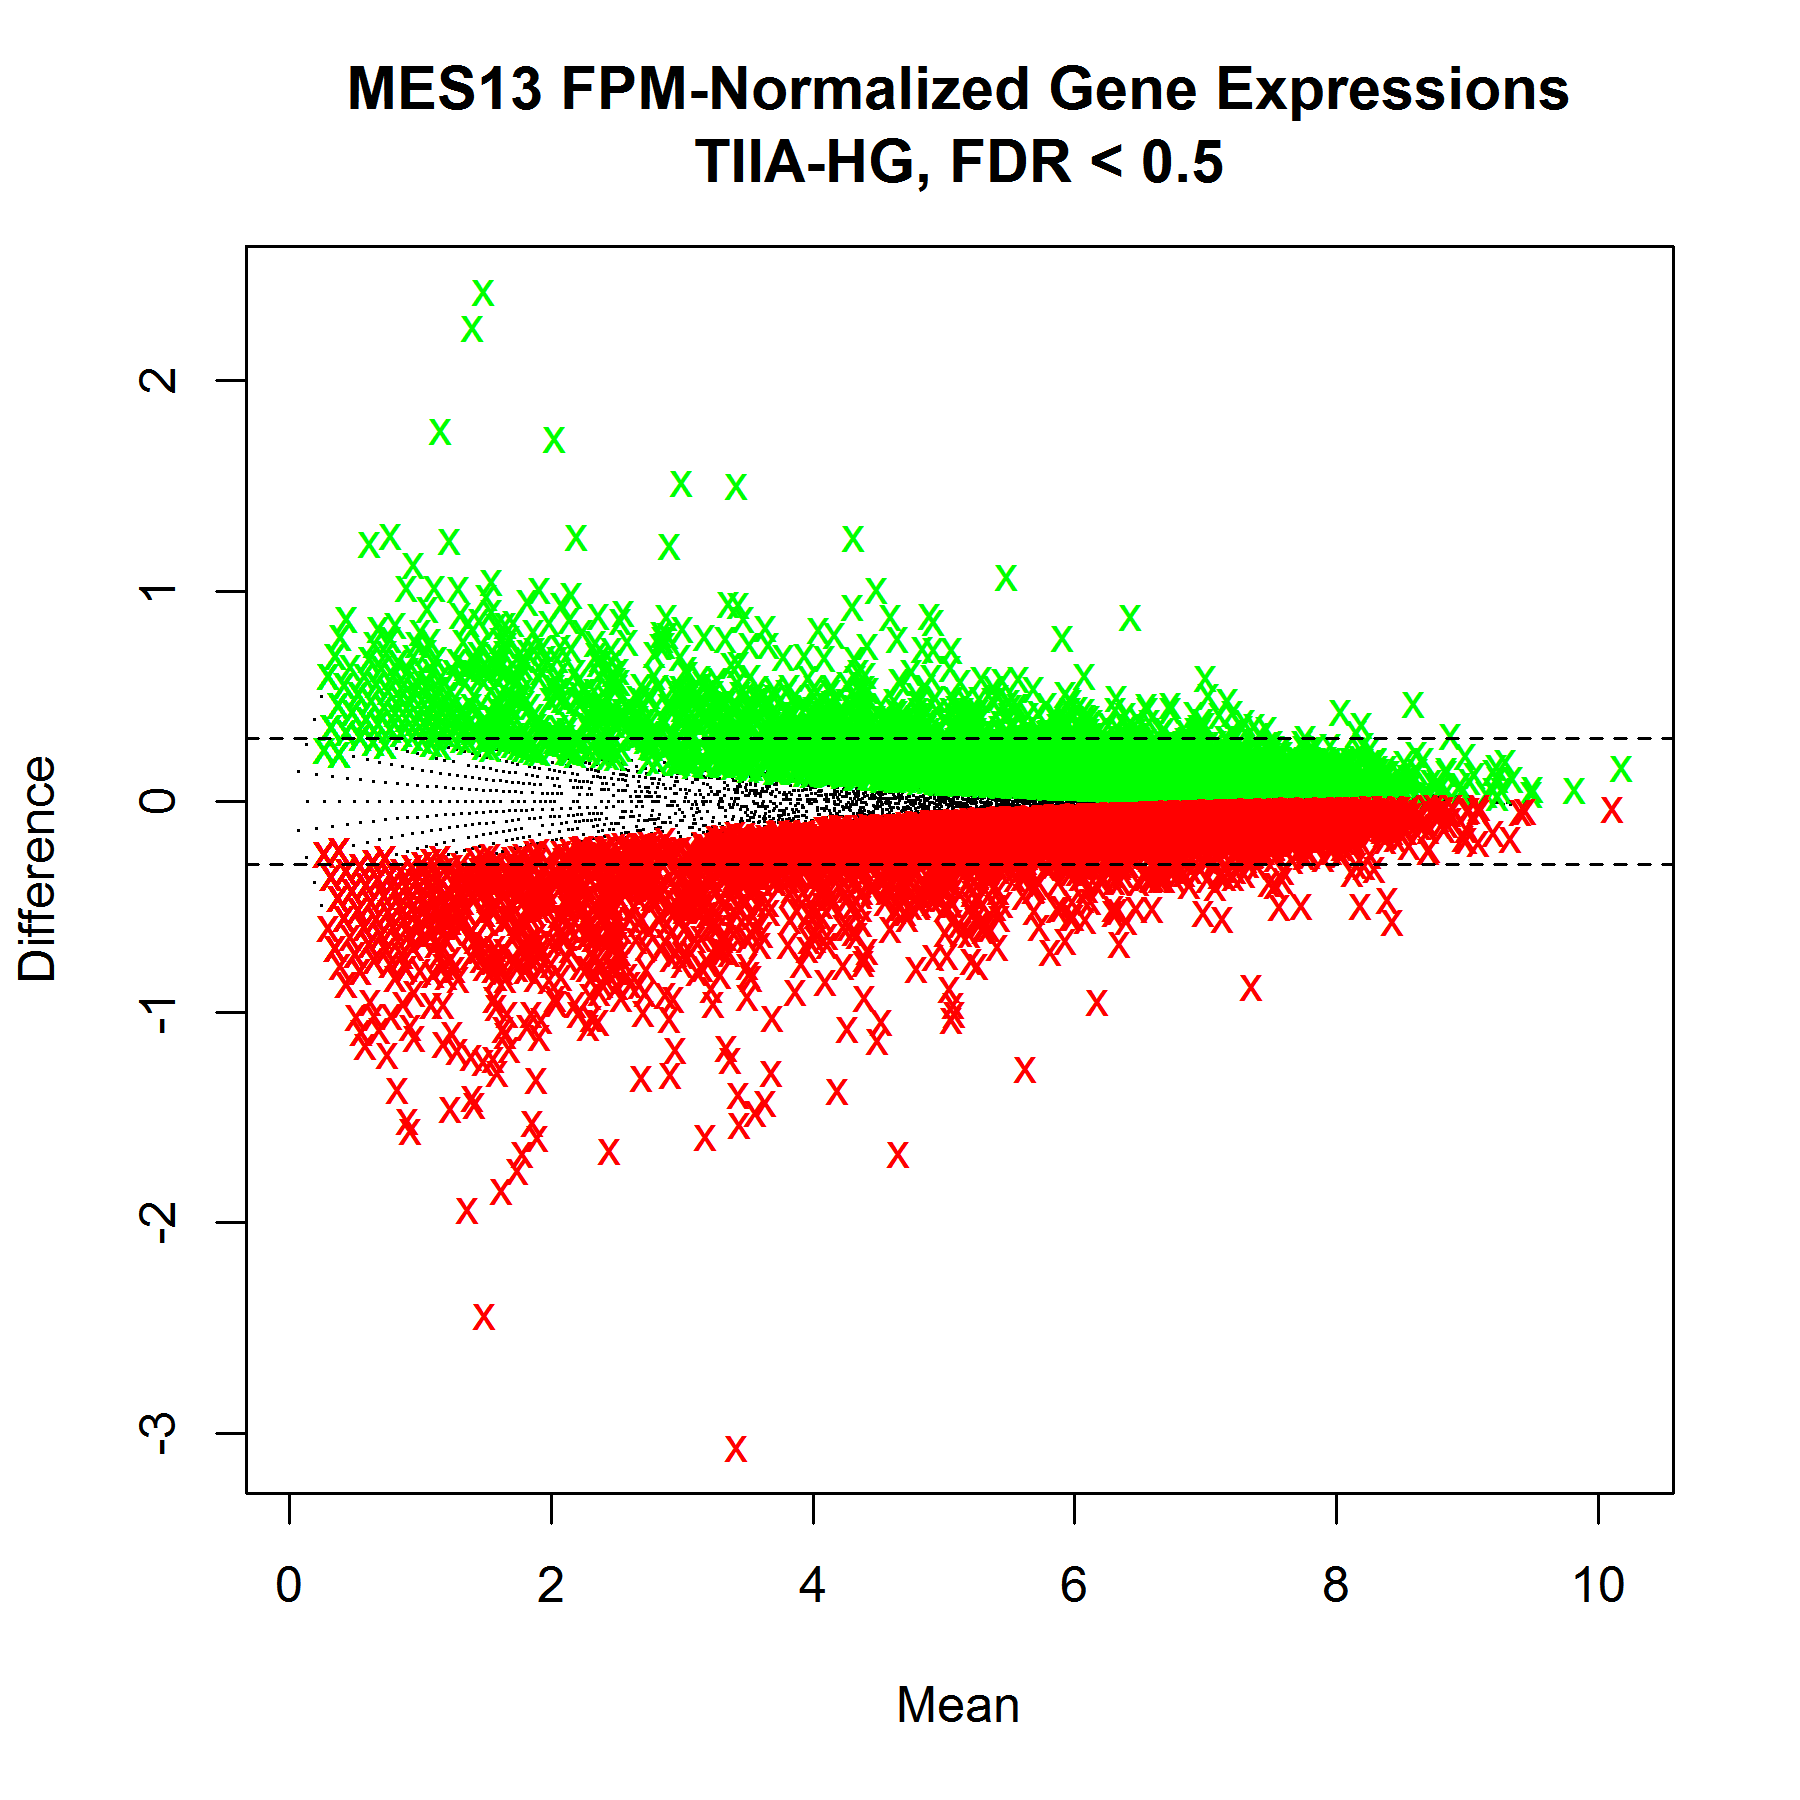 MES13 FPM-Normalized Gene Expressions
TIIA-HG, FDR < 0.5
Difference
2
1
0
-1
-2
-3
0 2 4 6 8 10
Mean